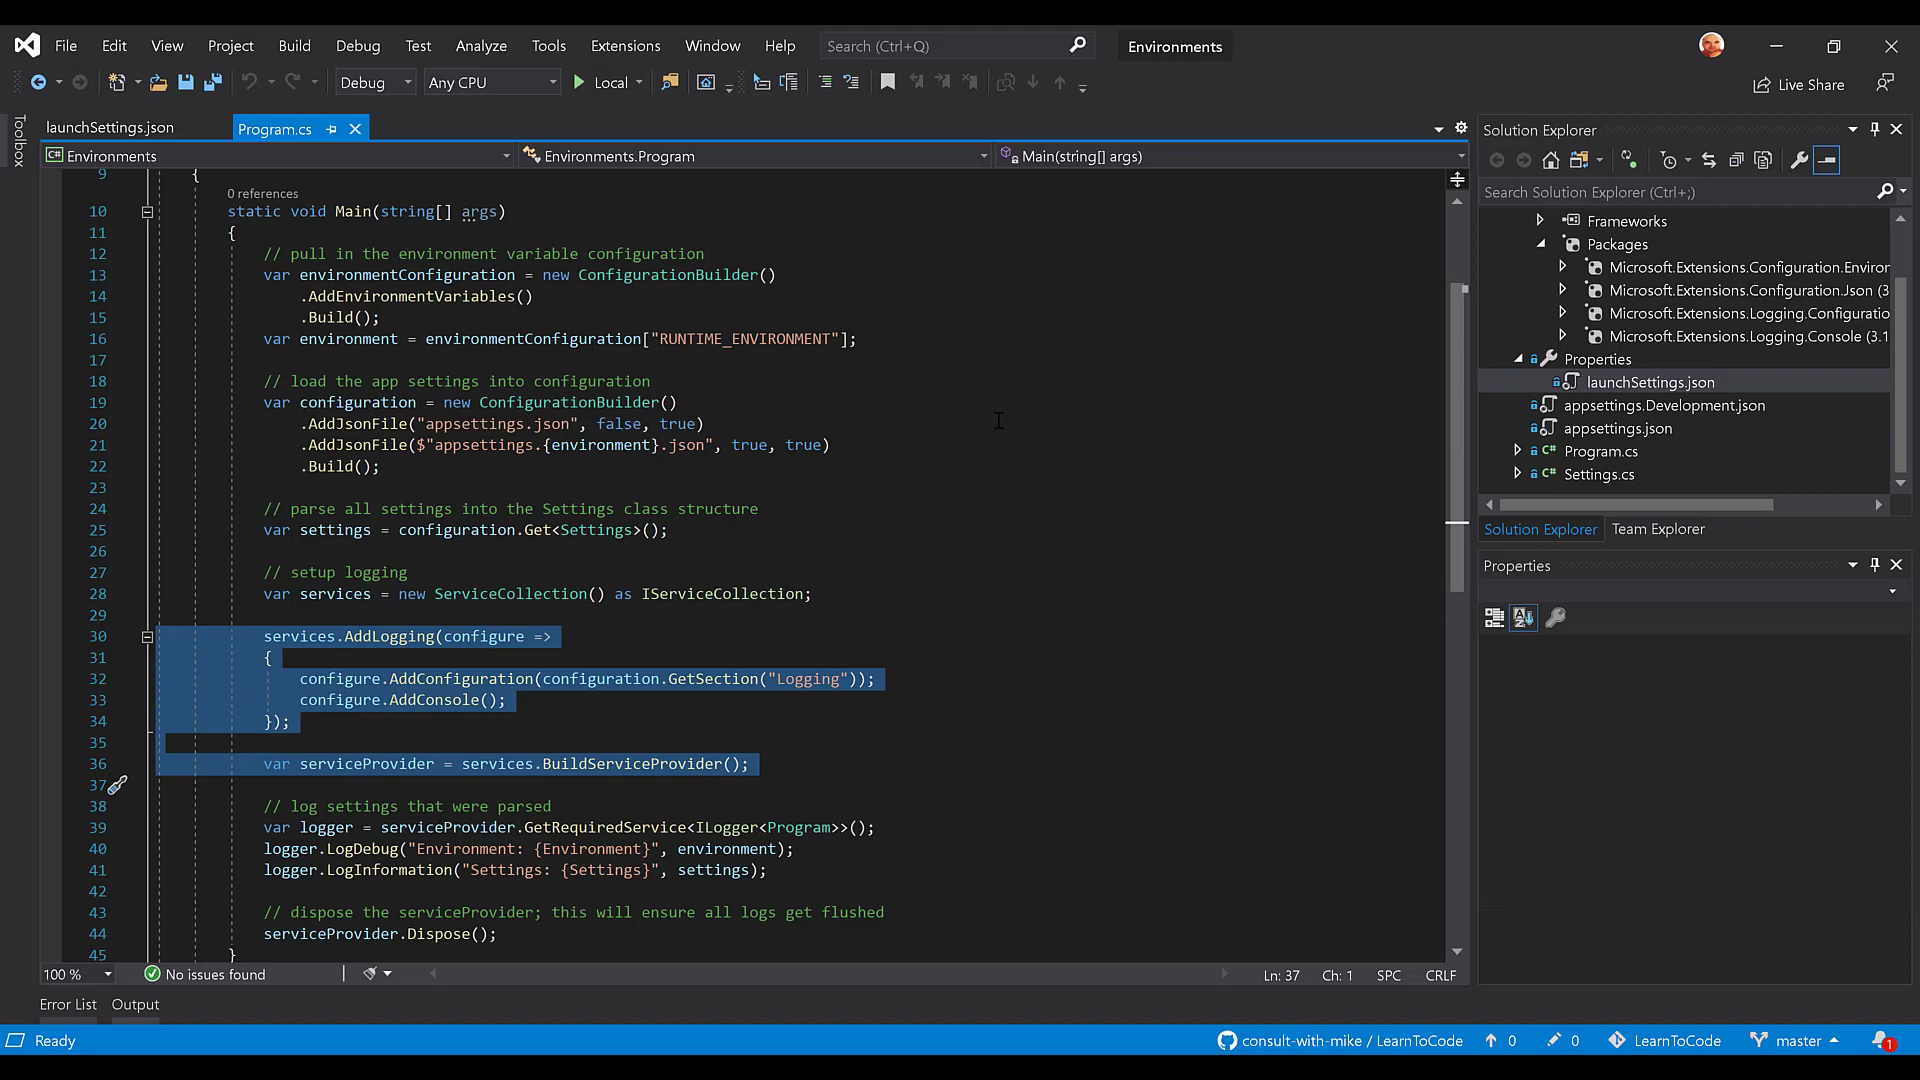 File Edit View Project Build Debug Test Analyze Tools Extensions Window Help Search (Ctrl+Q) Environments
Debug Any CPU Local Live Share
Toolbox
launchSettings.json Program.cs
C# Environments Environments.Program Main(string[] args)
9 {
0 references
10 static void Main(string[] args)
11 {
12 // pull in the environment variable configuration
13 var environmentConfiguration = new ConfigurationBuilder()
14 .AddEnvironmentVariables()
15 .Build();
16 var environment = environmentConfiguration["RUNTIME_ENVIRONMENT"];
17
18 // load the app settings into configuration
19 var configuration = new ConfigurationBuilder()
20 .AddJsonFile("appsettings.json", false, true)
21 .AddJsonFile($"appsettings.{environment}.json", true, true)
22 .Build();
23
24 // parse all settings into the Settings class structure
25 var settings = configuration.Get<Settings>();
26
27 // setup logging
28 var services = new ServiceCollection() as IServiceCollection;
29
30 services.AddLogging(configure =>
31 {
32 configure.AddConfiguration(configuration.GetSection("Logging"));
33 configure.AddConsole();
34 });
35
36 var serviceProvider = services.BuildServiceProvider();
37
38 // log settings that were parsed
39 var logger = serviceProvider.GetRequiredService<ILogger<Program>>();
40 logger.LogDebug("Environment: {Environment}", environment);
41 logger.LogInformation("Settings: {Settings}", settings);
42
43 // dispose the serviceProvider; this will ensure all logs get flushed
44 serviceProvider.Dispose();
45 }
100 % No issues found Ln: 37 Ch: 1 SPC CRLF
Solution Explorer
Search Solution Explorer (Ctrl+;)
Frameworks
Packages
Microsoft.Extensions.Configuration.Environ
Microsoft.Extensions.Configuration.Json (3
Microsoft.Extensions.Logging.Configuratio
Microsoft.Extensions.Logging.Console (3.1
Properties
launchSettings.json
appsettings.Development.json
appsettings.json
C# Program.cs
C# Settings.cs
Solution Explorer Team Explorer
Properties
Error List Output
Ready consult-with-mike / LearnToCode 0 0 LearnToCode master 1